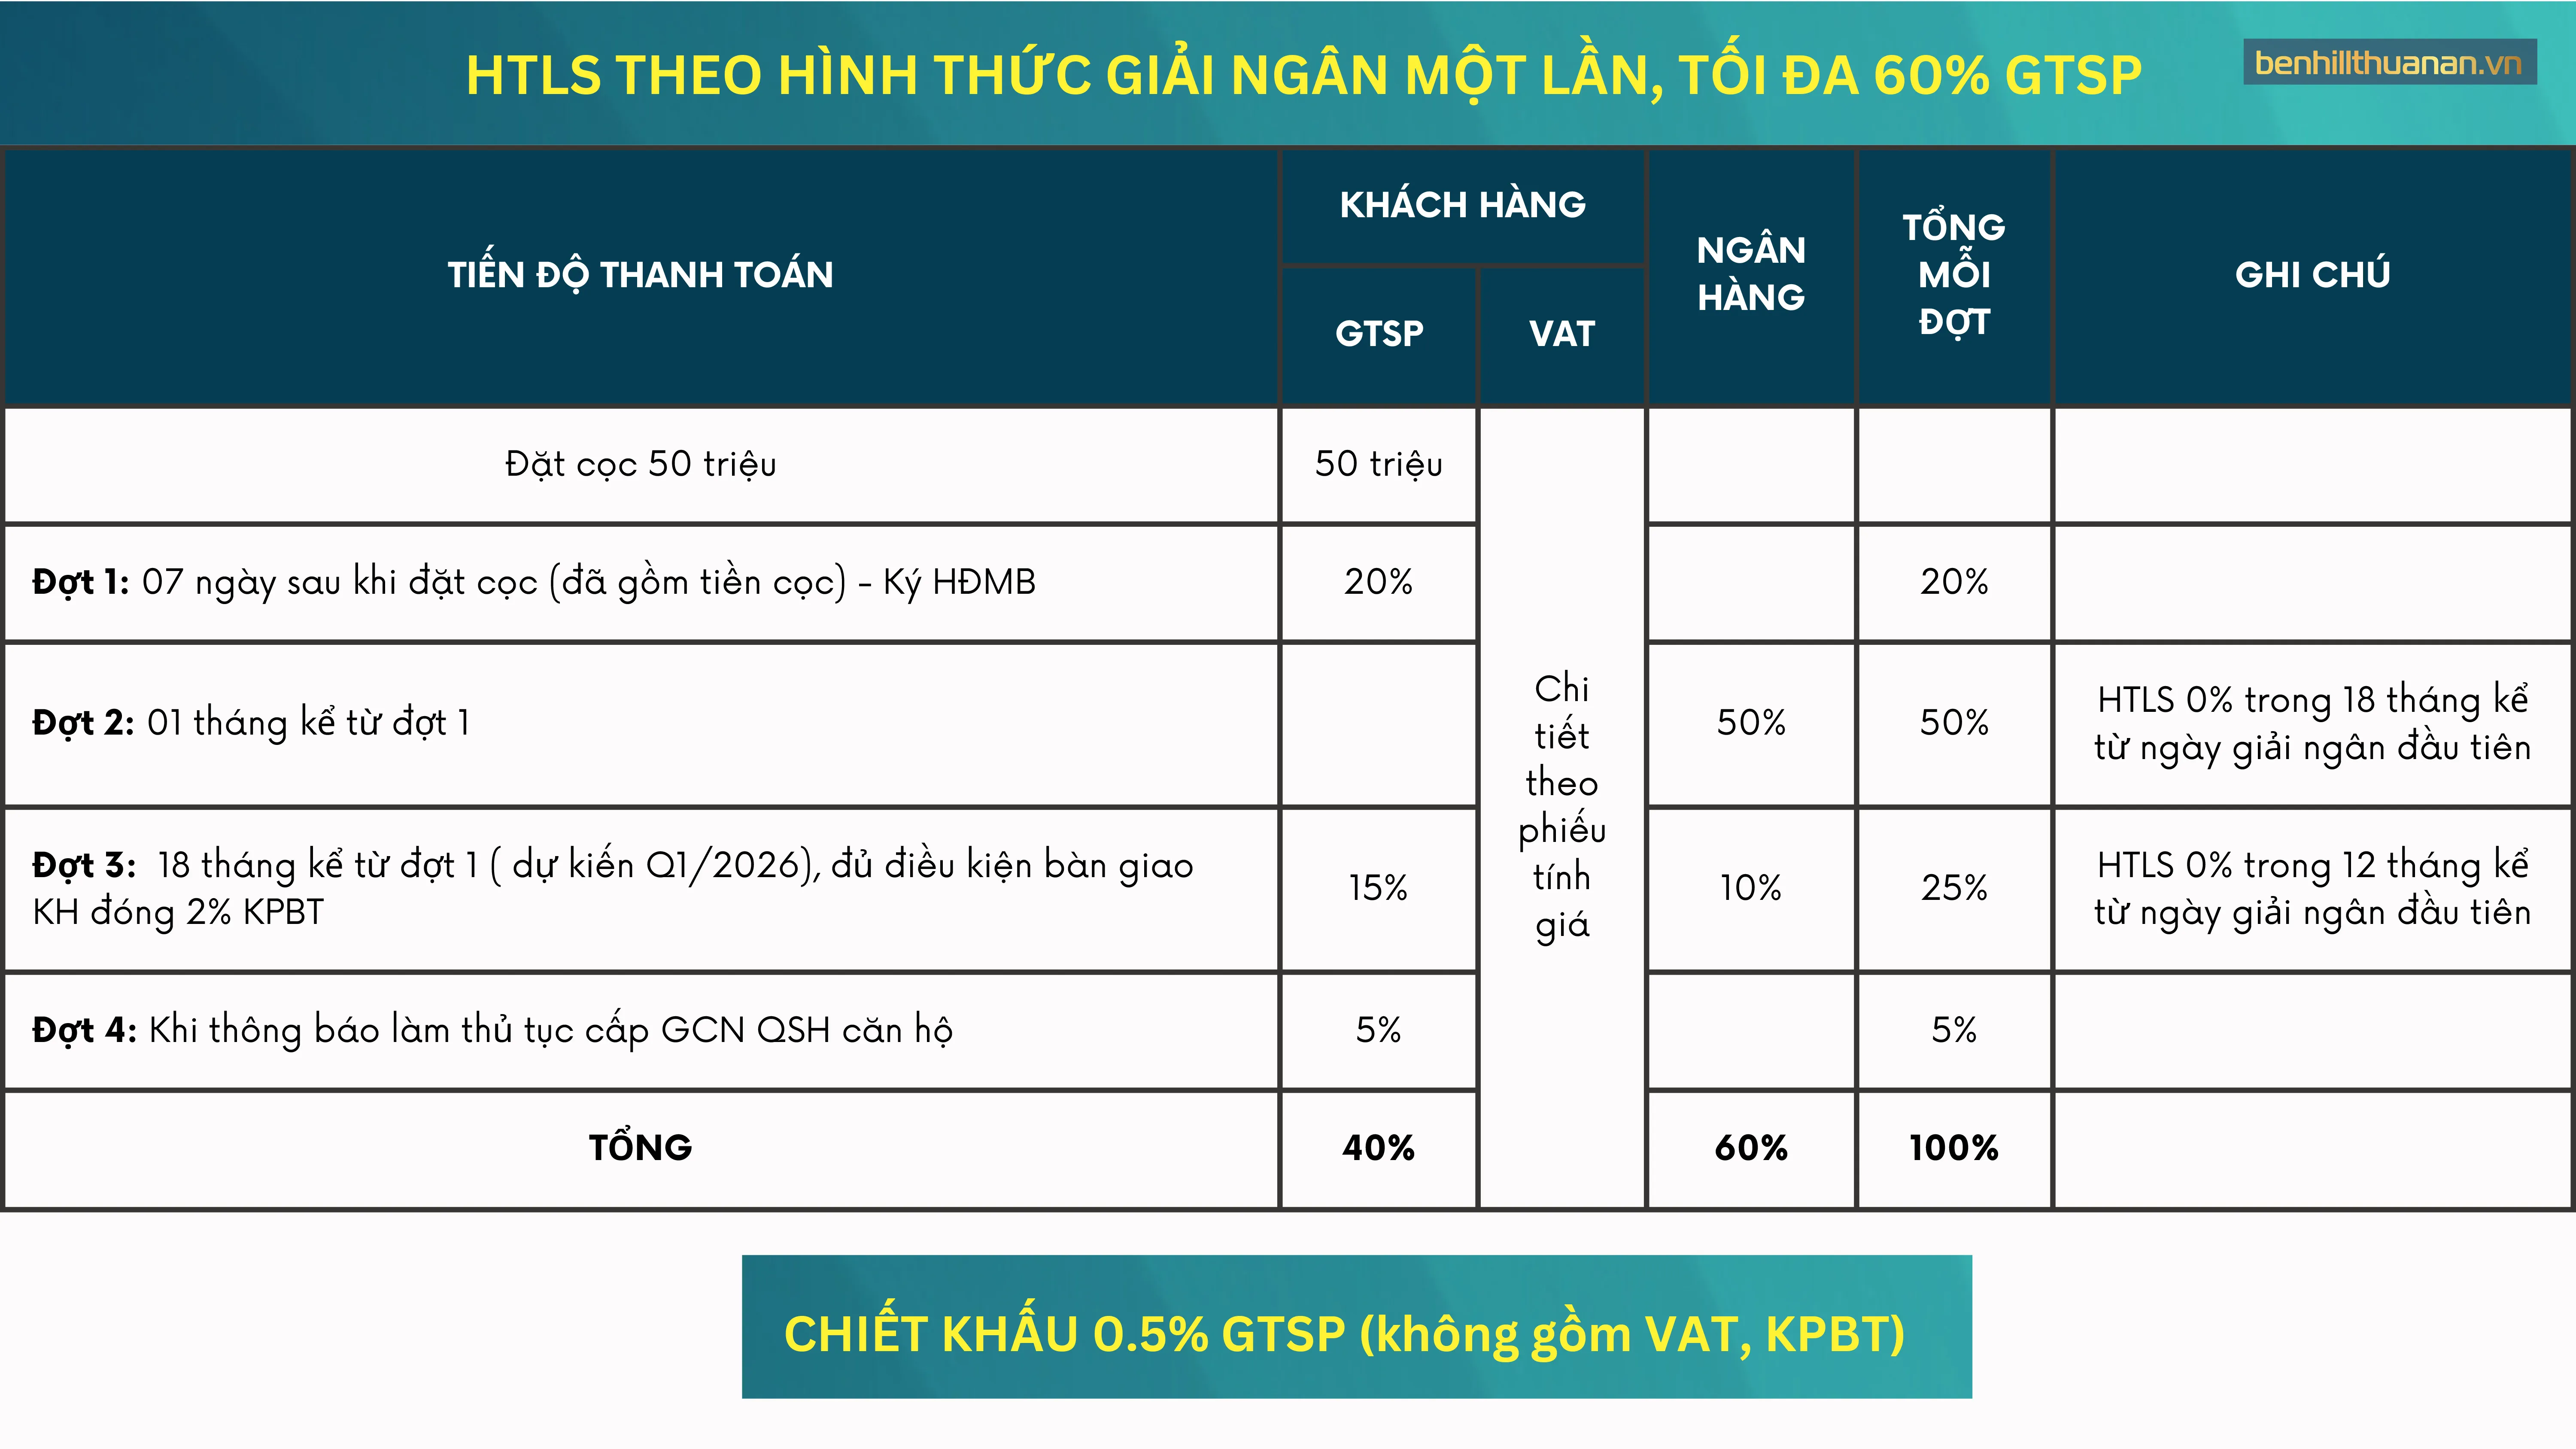 HTLS THEO HÌNH THỨC GIẢI NGÂN MỘT LẦN, TỐI ĐA 60% GTSP
benhillthuanan.vn
TIẾN ĐỘ THANH TOÁN
KHÁCH HÀNG
GTSP
VAT
NGÂN
HÀNG
TỔNG
MỖI
ĐỢT
GHI CHÚ
Đặt cọc 50 triệu
50 triệu
Đợt 1: 07 ngày sau khi đặt cọc (đã gồm tiền cọc) - Ký HĐMB
20%
20%
Đợt 2: 01 tháng kể từ đợt 1
50%
50%
HTLS 0% trong 18 tháng kể
từ ngày giải ngân đầu tiên
Chi
tiết
theo
phiếu
tính
giá
Đợt 3: 18 tháng kể từ đợt 1 ( dự kiến Q1/2026), đủ điều kiện bàn giao
KH đóng 2% KPBT
15%
10%
25%
HTLS 0% trong 12 tháng kể
từ ngày giải ngân đầu tiên
Đợt 4: Khi thông báo làm thủ tục cấp GCN QSH căn hộ
5%
5%
TỔNG
40%
60%
100%
CHIẾT KHẤU 0.5% GTSP (không gồm VAT, KPBT)